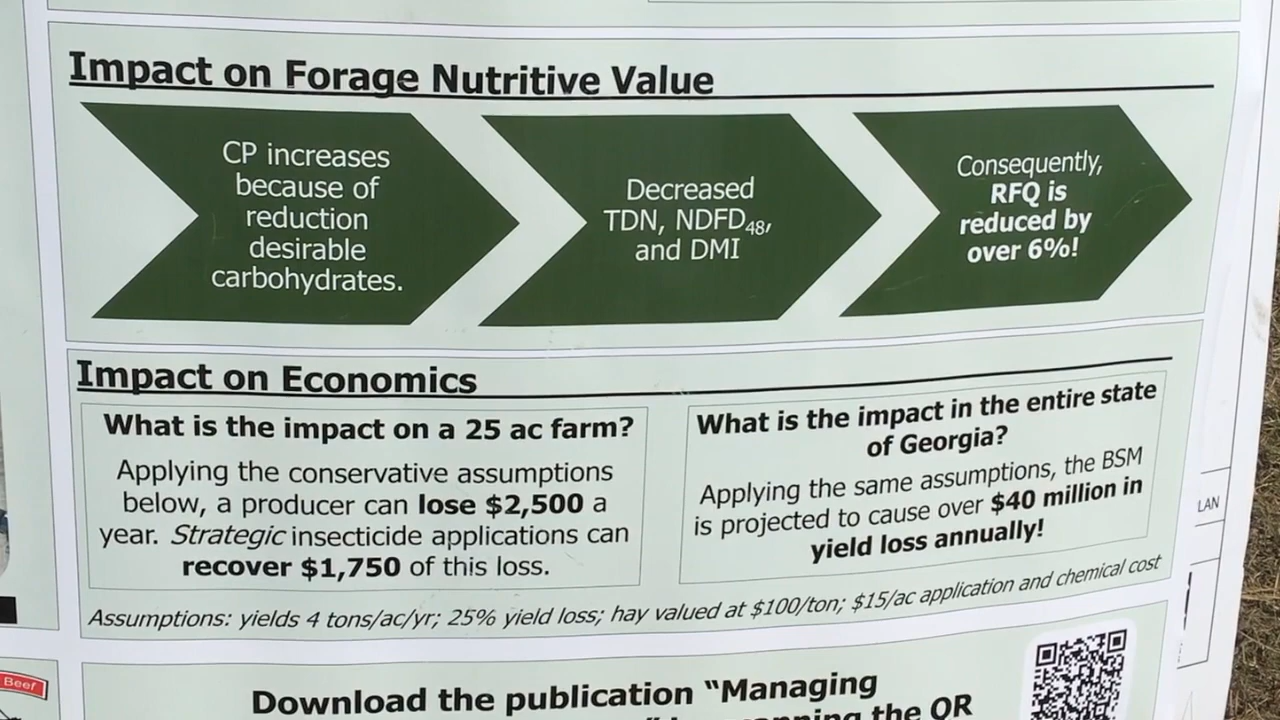 Impact on Forage Nutritive Value
CP increases
because of
reduction
desirable
carbohydrates.
Decreased
TDN, NDFD48,
and DMI
Consequently,
RFQ is
reduced by
over 6%!
Impact on Economics
What is the impact on a 25 ac farm?
Applying the conservative assumptions
below, a producer can lose $2,500 a
year. Strategic insecticide applications can
recover $1,750 of this loss.
What is the impact in the entire state
of Georgia?
Applying the same assumptions, the BSM
is projected to cause over $40 million in
yield loss annually!
Assumptions: yields 4 tons/ac/yr; 25% yield loss; hay valued at $100/ton; $15/ac application and chemical cost
LAN
Beef
Download the publication “Managing
the QR